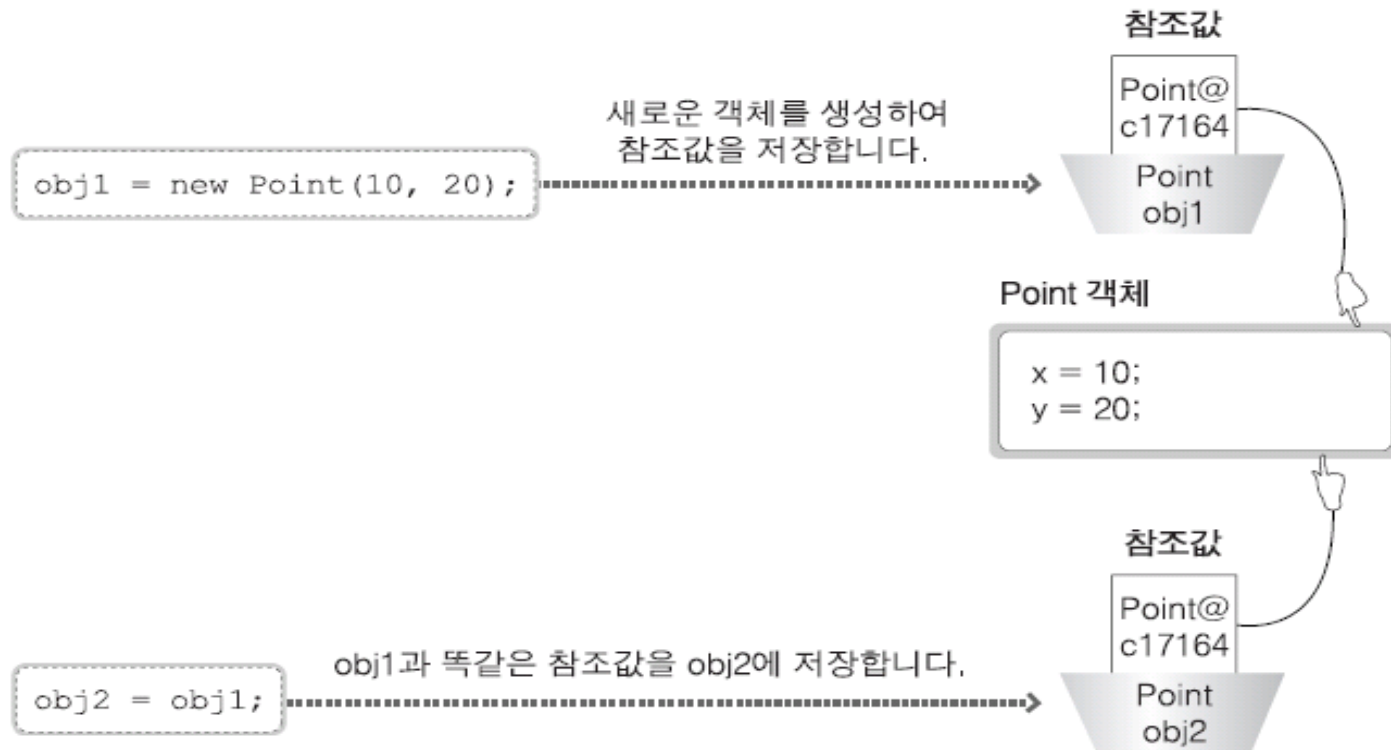 참조값
Point@
c17164
Point
obj1
새로운 객체를 생성하여
참조값을 저장합니다.
obj1 = new Point(10, 20);
Point 객체
x = 10;
y = 20;
참조값
Point@
c17164
Point
obj2
obj1과 똑같은 참조값을 obj2에 저장합니다.
obj2 = obj1;